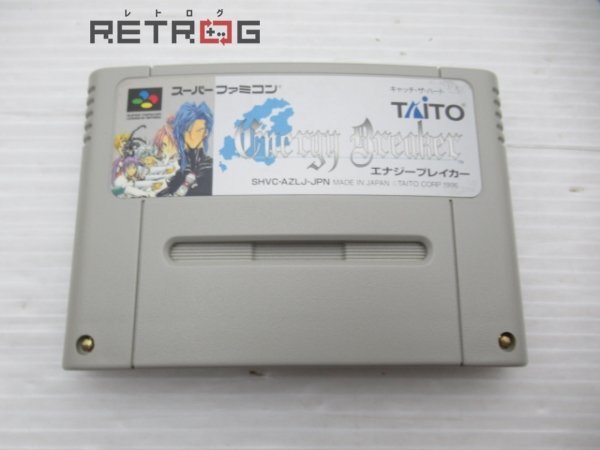 レトログ
RETROG
スーパーファミコン
キャッチ・ザ・ハート
TAITO
Energy Breaker
エナジーブレイカー
SHVC-AZLJ-JPN MADE IN JAPAN ©TAITO CORP. 1996